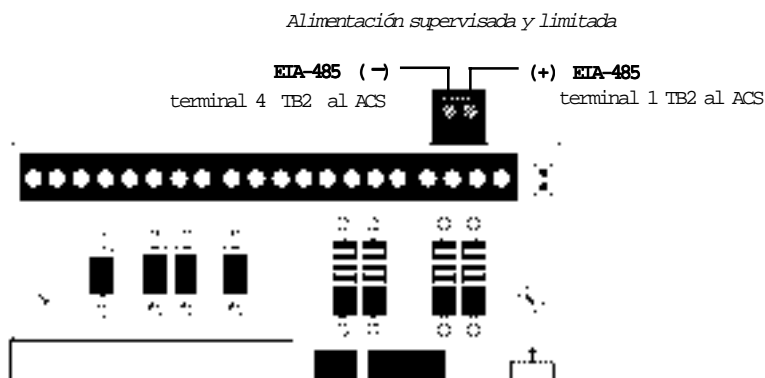 Alimentación supervisada y limitada
EIA-485 (-) (+) EIA-485
terminal 4 TB2 al ACS terminal 1 TB2 al ACS